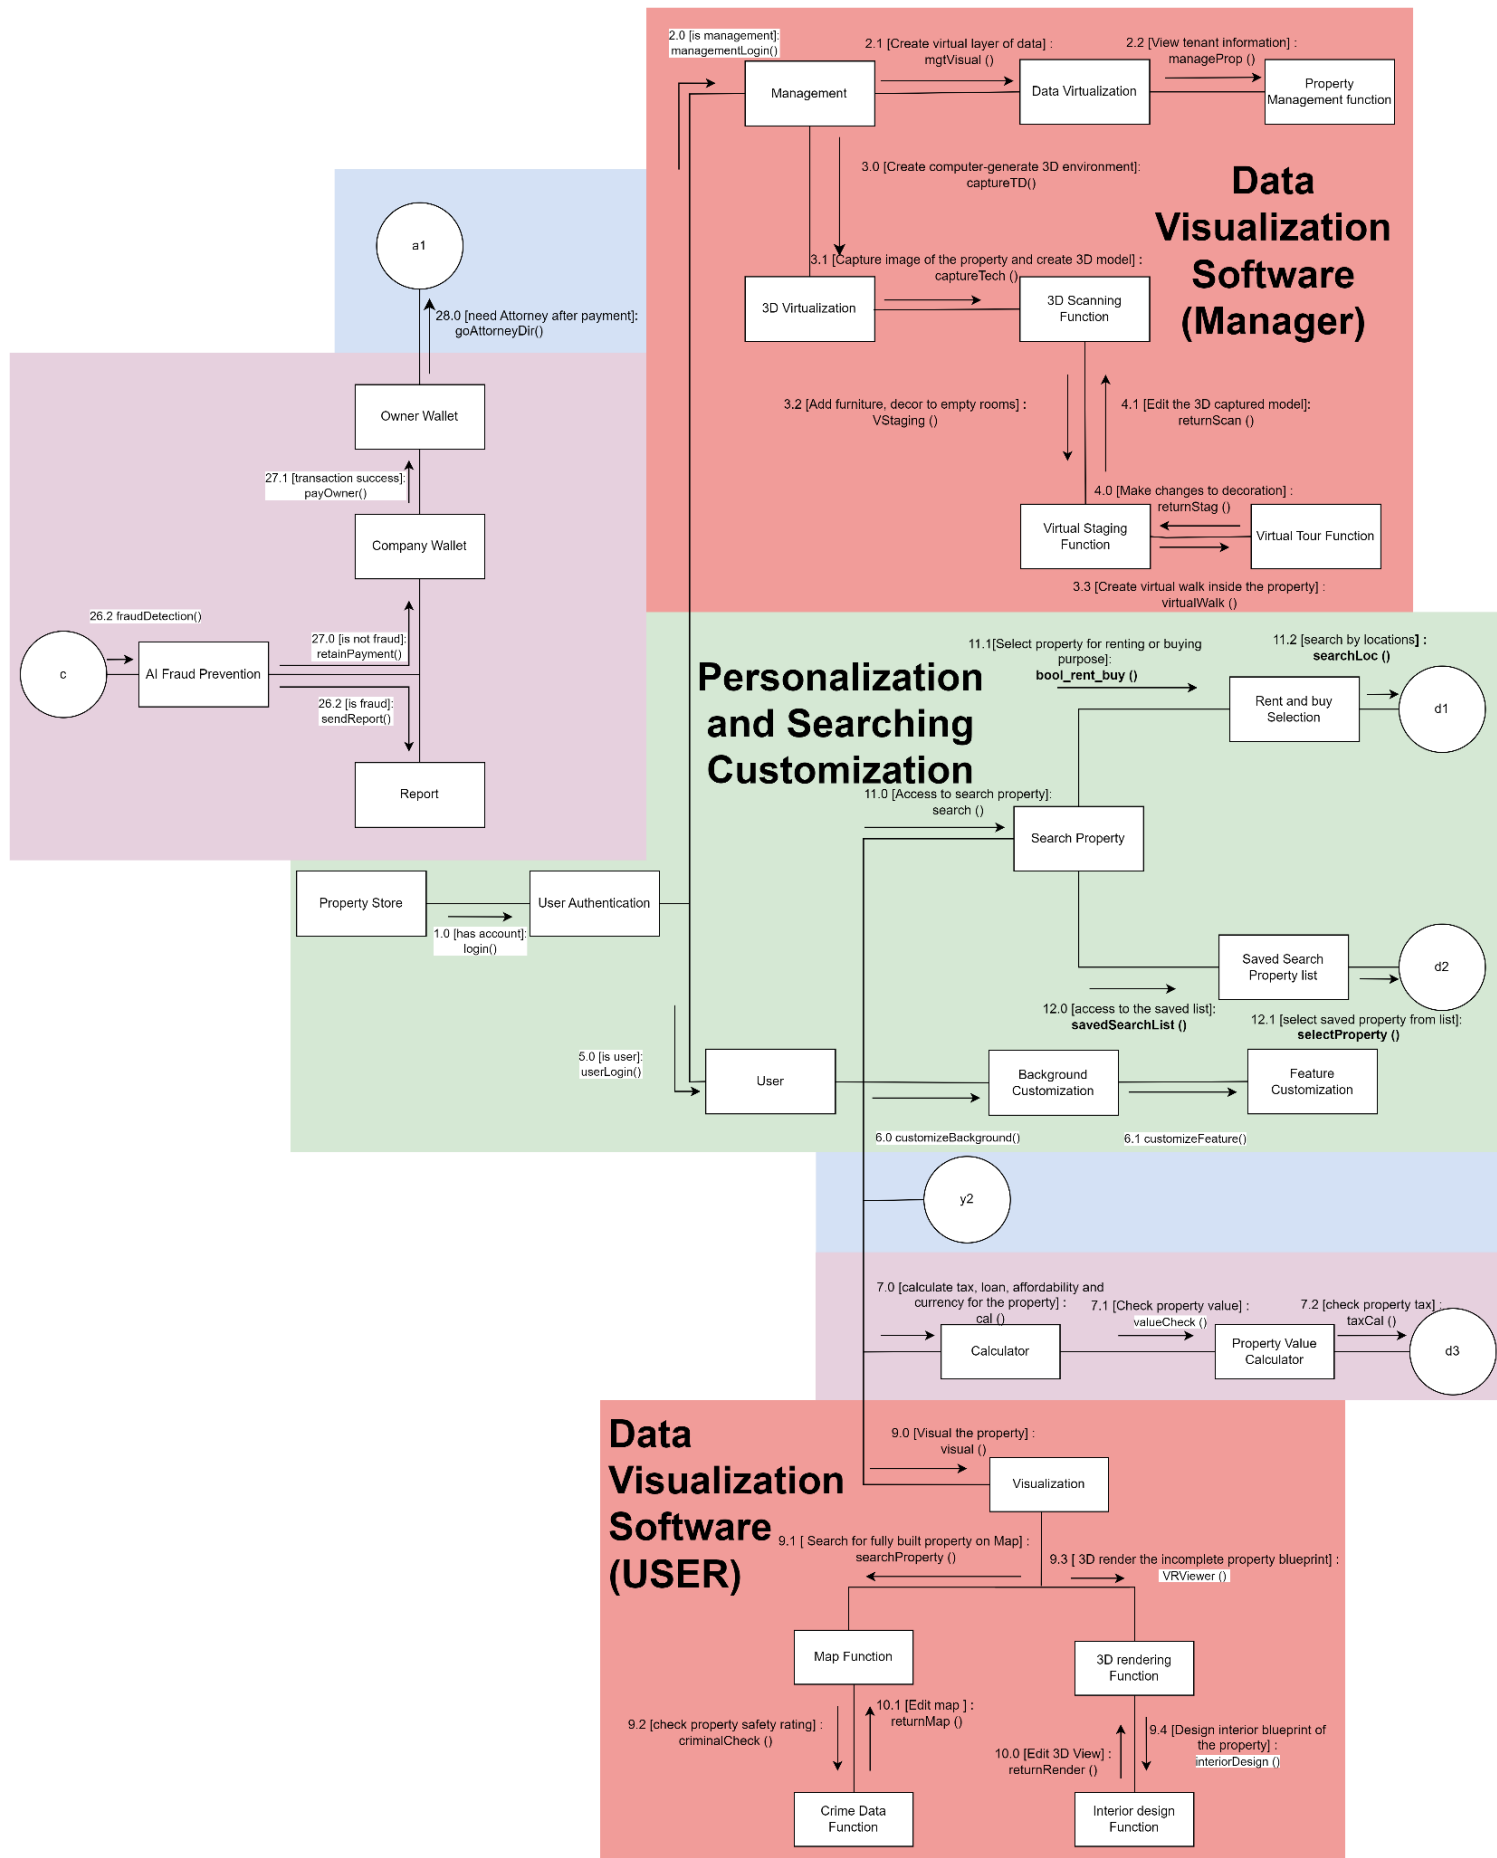 2.0 [is management]:
managementLogin()
2.1 [Create virtual layer of data] :
mgtVisual ()
2.2 [View tenant information] :
manageProp ()
Management
Data Virtualization
Property
Management function
3.0 [Create computer-generate 3D environment]:
captureTD()
Data
Visualization
Software
(Manager)
a1
28.0 [need Attorney after payment]:
goAttorneyDir()
3.1 [Capture image of the property and create 3D model] :
captureTech ()
3D Virtualization
3D Scanning
Function
Owner Wallet
3.2 [Add furniture, decor to empty rooms] :
VStaging ()
4.1 [Edit the 3D captured model]:
returnScan ()
27.1 [transaction success]:
payOwner()
4.0 [Make changes to decoration] :
returnStag ()
Company Wallet
Virtual Staging
Function
Virtual Tour Function
3.3 [Create virtual walk inside the property] :
virtualWalk ()
26.2 fraudDetection()
c
AI Fraud Prevention
27.0 [is not fraud]:
retainPayment()
26.2 [is fraud]:
sendReport()
Report
Personalization
and Searching
Customization
11.1[Select property for renting or buying
purpose]:
bool_rent_buy ()
11.2 [search by locations] :
searchLoc ()
Rent and buy
Selection
d1
11.0 [Access to search property]:
search ()
Search Property
Property Store
User Authentication
1.0 [has account]:
login()
Saved Search
Property list
d2
12.0 [access to the saved list]:
savedSearchList ()
12.1 [select saved property from list]:
selectProperty ()
5.0 [is user]:
userLogin()
User
Background
Customization
Feature
Customization
6.0 customizeBackground()
6.1 customizeFeature()
y2
7.0 [calculate tax, loan, affordability and
currency for the property] :
cal ()
7.1 [Check property value] :
valueCheck ()
7.2 [check property tax] :
taxCal ()
Calculator
Property Value
Calculator
d3
Data
Visualization
Software
(USER)
9.0 [Visual the property] :
visual ()
Visualization
9.1 [ Search for fully built property on Map] :
searchProperty ()
9.3 [ 3D render the incomplete property blueprint] :
VRViewer ()
Map Function
3D rendering
Function
9.2 [check property safety rating] :
criminalCheck ()
10.1 [Edit map ] :
returnMap ()
10.0 [Edit 3D View] :
returnRender ()
9.4 [Design interior blueprint of
the property] :
interiorDesign ()
Crime Data
Function
Interior design
Function